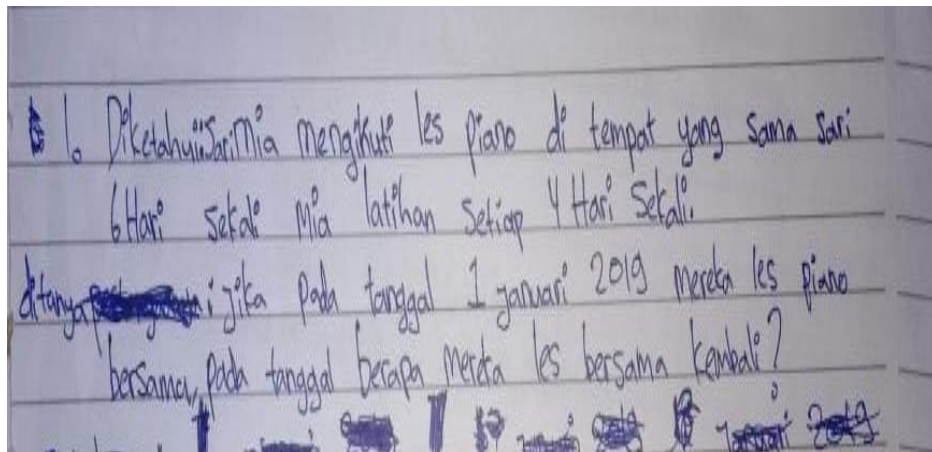 1. Diketahui: Sari, Mia mengikuti les piano di tempat yang sama sari
6 Hari sekali mia latihan setiap 4 Hari sekali.
ditanya : jika pada tanggal 1 januari 2019 mereka les piano
bersama, pada tanggal berapa mereka les bersama kembali?